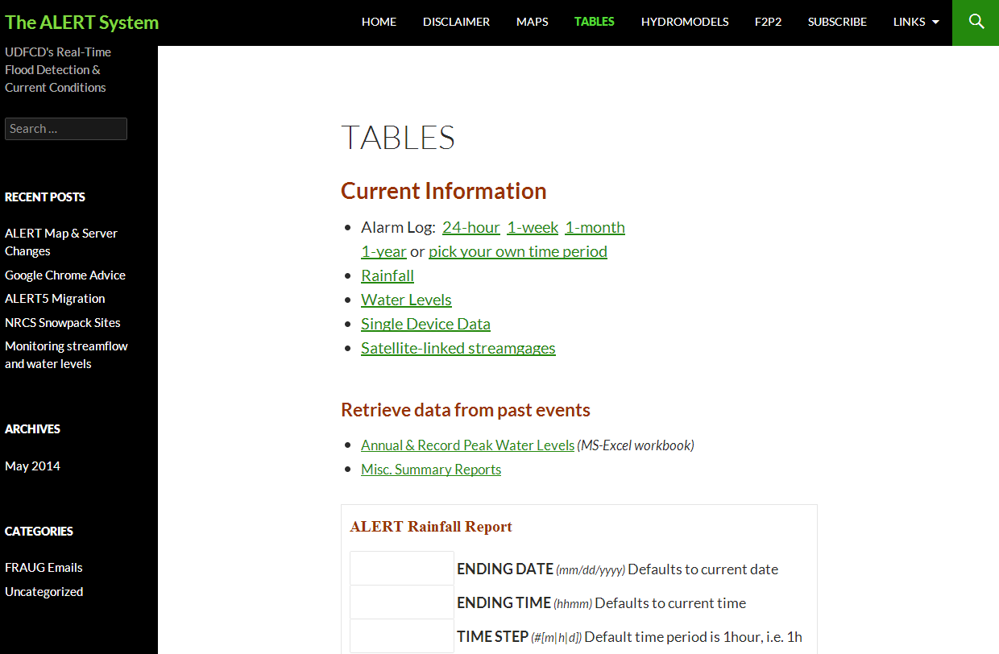 The ALERT System
HOME DISCLAIMER MAPS TABLES HYDROMODELS F2P2 SUBSCRIBE LINKS
UDFCD's Real-Time
Flood Detection &
Current Conditions
Search ...
RECENT POSTS
ALERT Map & Server
Changes
Google Chrome Advice
ALERT5 Migration
NRCS Snowpack Sites
Monitoring streamflow
and water levels
ARCHIVES
May 2014
CATEGORIES
FRAUG Emails
Uncategorized
TABLES
Current Information
Alarm Log: 24-hour 1-week 1-month
1-year or pick your own time period
Rainfall
Water Levels
Single Device Data
Satellite-linked streamgages
Retrieve data from past events
Annual & Record Peak Water Levels (MS-Excel workbook)
Misc. Summary Reports
ALERT Rainfall Report
ENDING DATE (mm/dd/yyyy) Defaults to current date
ENDING TIME (hhmm) Defaults to current time
TIME STEP (#[m|h|d]) Default time period is 1hour, i.e. 1h